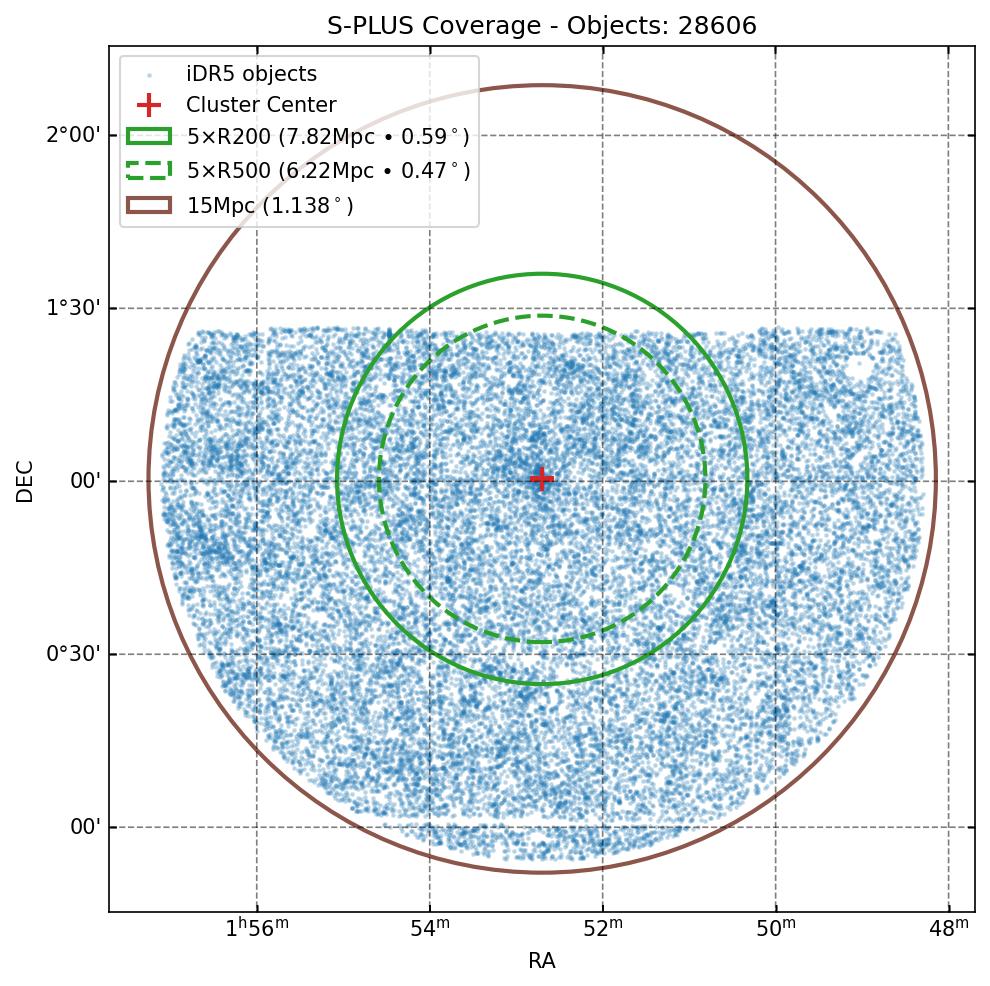 S-PLUS Coverage - Objects: 28606
iDR5 objects
Cluster Center
5×R200 (7.82Mpc • 0.59°)
5×R500 (6.22Mpc • 0.47°)
15Mpc (1.138°)
2°00'
1°30'
00'
0°30'
00'
DEC
1ʰ56ᵐ 54ᵐ 52ᵐ 50ᵐ 48ᵐ
RA